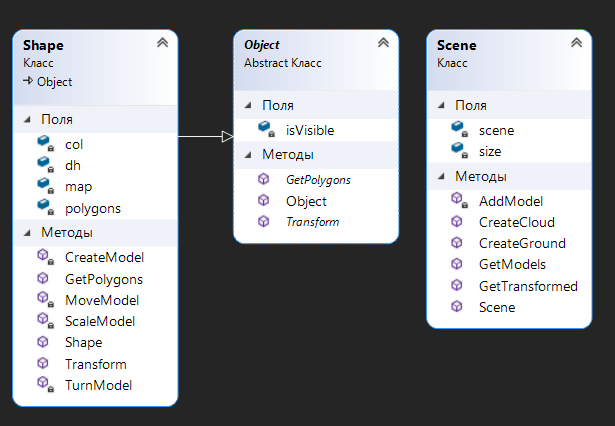 Shape
Класс
Object
Поля
col
dh
map
polygons
Методы
CreateModel
GetPolygons
MoveModel
ScaleModel
Shape
Transform
TurnModel
Object
Abstract Класс
Поля
isVisible
Методы
GetPolygons
Object
Transform
Scene
Класс
Поля
scene
size
Методы
AddModel
CreateCloud
CreateGround
GetModels
GetTransformed
Scene